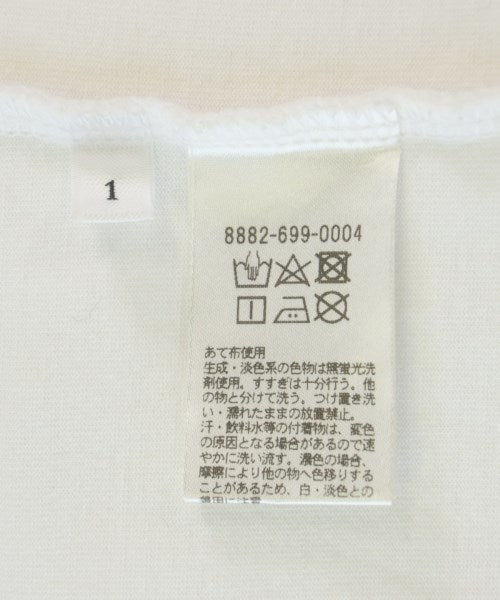 1
8882-699-0004
あて布使用
生成・淡色系の色物は無蛍光洗
剤使用。すすぎは十分行う。他
の物と分けて洗う。つけ置き洗
い・濡れたままの放置禁止。
汗・飲料水等の付着物は、変色
の原因となる場合があるので速
やかに洗い流す。濃色の場合、
摩擦により他の物へ色移りする
ことがあるため、白・淡色との